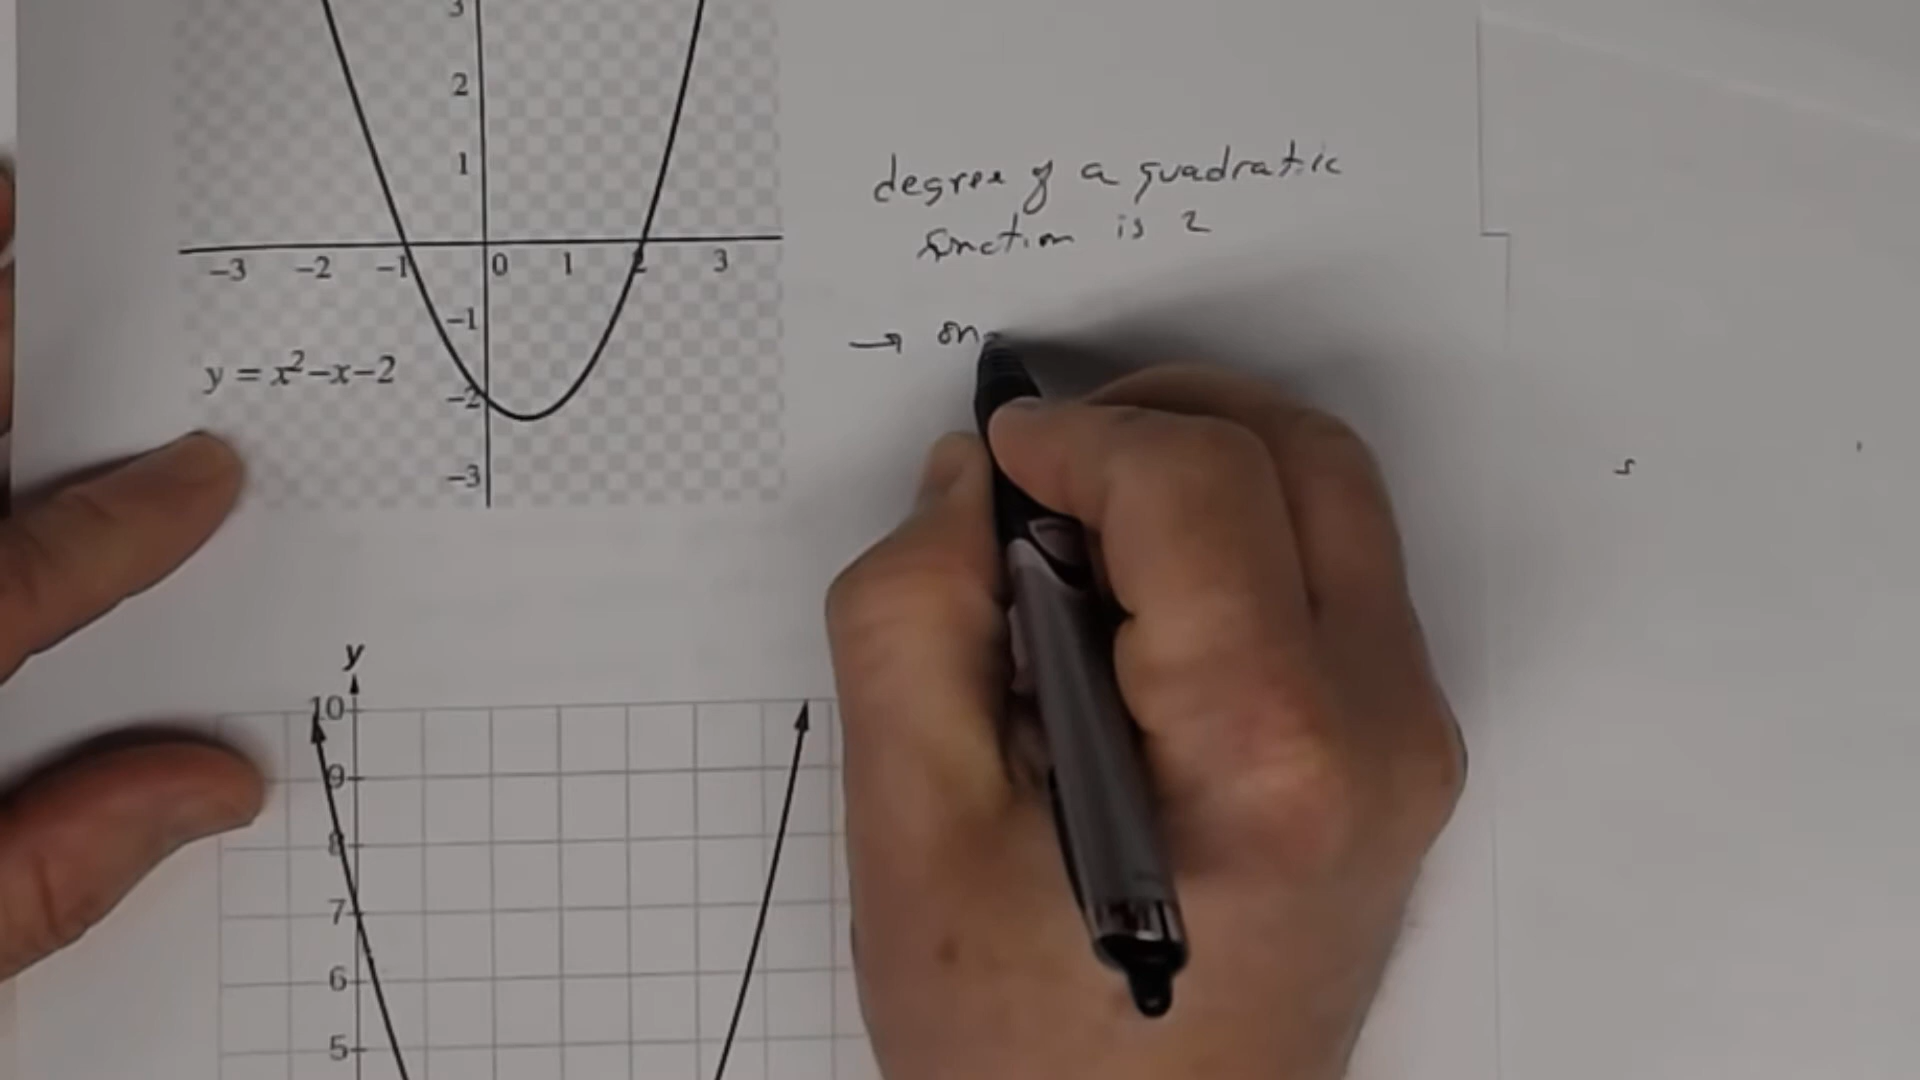 3
2
1
-3 -2 -1 0 1 2 3
-1
-2
-3
y = x²-x-2
degree of a quadratic
function is 2
→ one
y
10
9
8
7
6
5
s